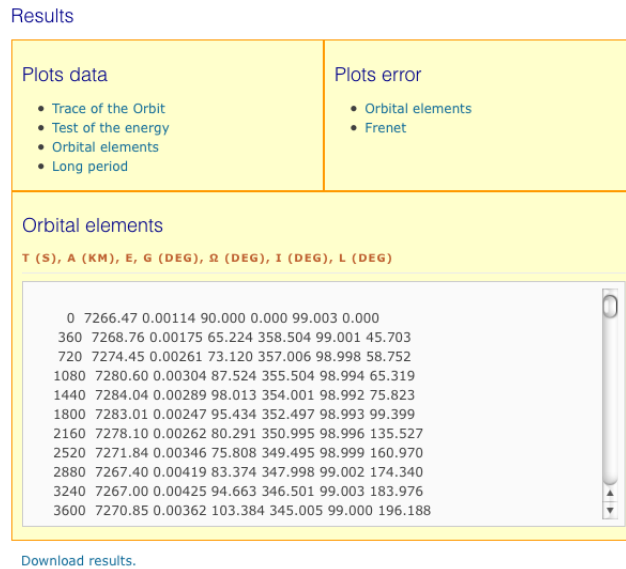 Results
Plots data
Trace of the Orbit
Test of the energy
Orbital elements
Long period
Plots error
Orbital elements
Frenet
Orbital elements
T (S), A (KM), E, G (DEG), Ω (DEG), I (DEG), L (DEG)
0 7266.47 0.00114 90.000 0.000 99.003 0.000
360 7268.76 0.00175 65.224 358.504 99.001 45.703
720 7274.45 0.00261 73.120 357.006 98.998 58.752
1080 7280.60 0.00304 87.524 355.504 98.994 65.319
1440 7284.04 0.00289 98.013 354.001 98.992 75.823
1800 7283.01 0.00247 95.434 352.497 98.993 99.399
2160 7278.10 0.00262 80.291 350.995 98.996 135.527
2520 7271.84 0.00346 75.808 349.495 98.999 160.970
2880 7267.40 0.00419 83.374 347.998 99.002 174.340
3240 7267.00 0.00425 94.663 346.501 99.003 183.976
3600 7270.85 0.00362 103.384 345.005 99.000 196.188
Download results.